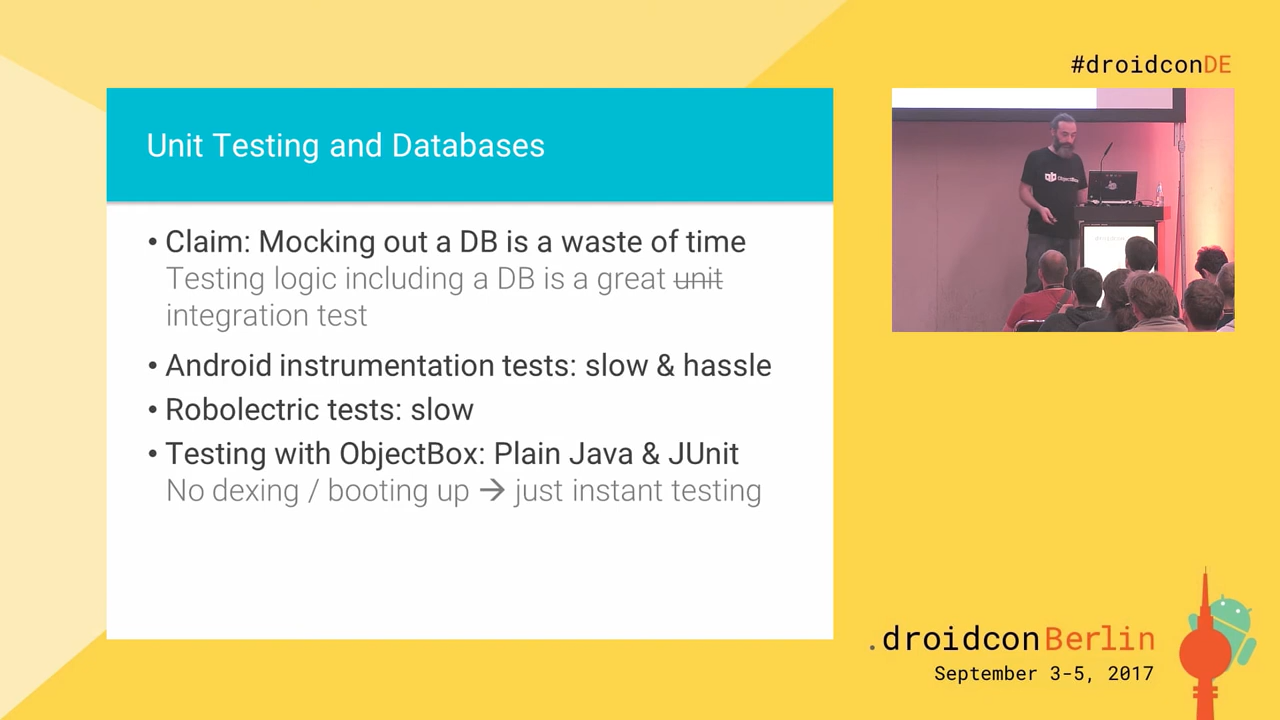 #droidconDE
Unit Testing and Databases
• Claim: Mocking out a DB is a waste of time
Testing logic including a DB is a great unit
integration test
• Android instrumentation tests: slow & hassle
• Robolectric tests: slow
• Testing with ObjectBox: Plain Java & JUnit
No dexing / booting up → just instant testing
ObjectBox
.droidconBerlin
September 3-5, 2017